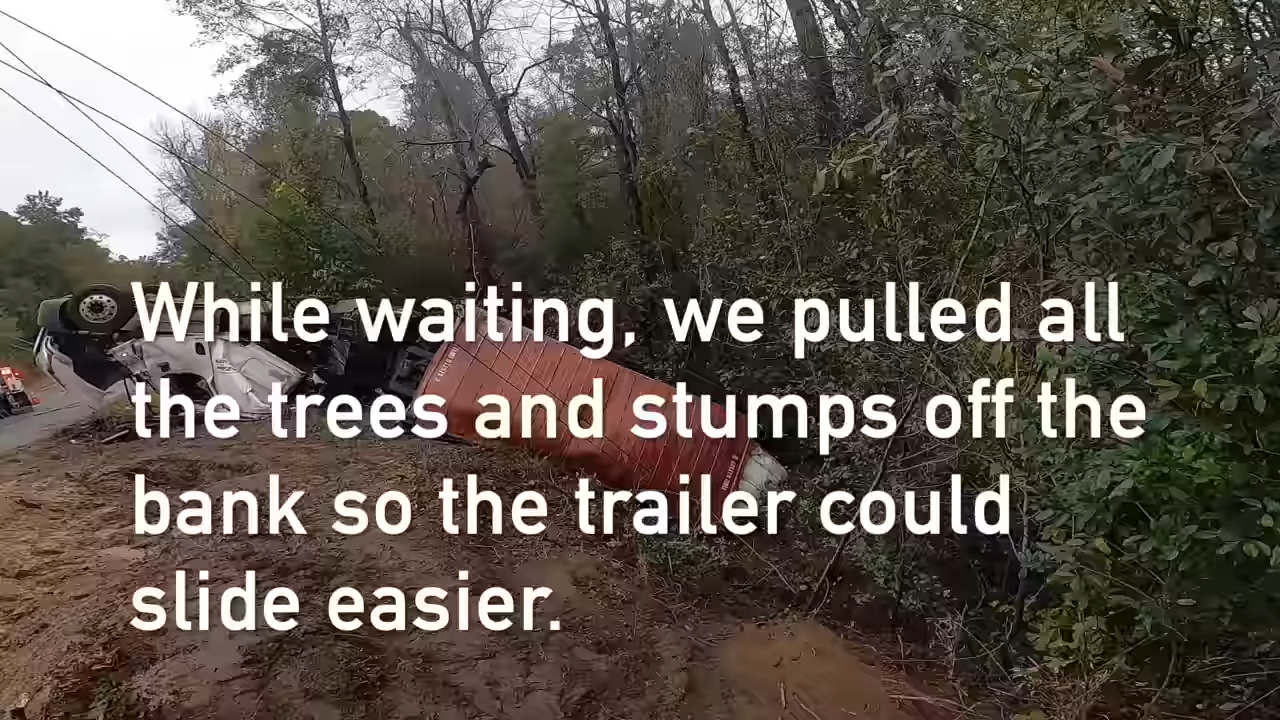 While waiting, we pulled all
the trees and stumps off the
bank so the trailer could
slide easier.